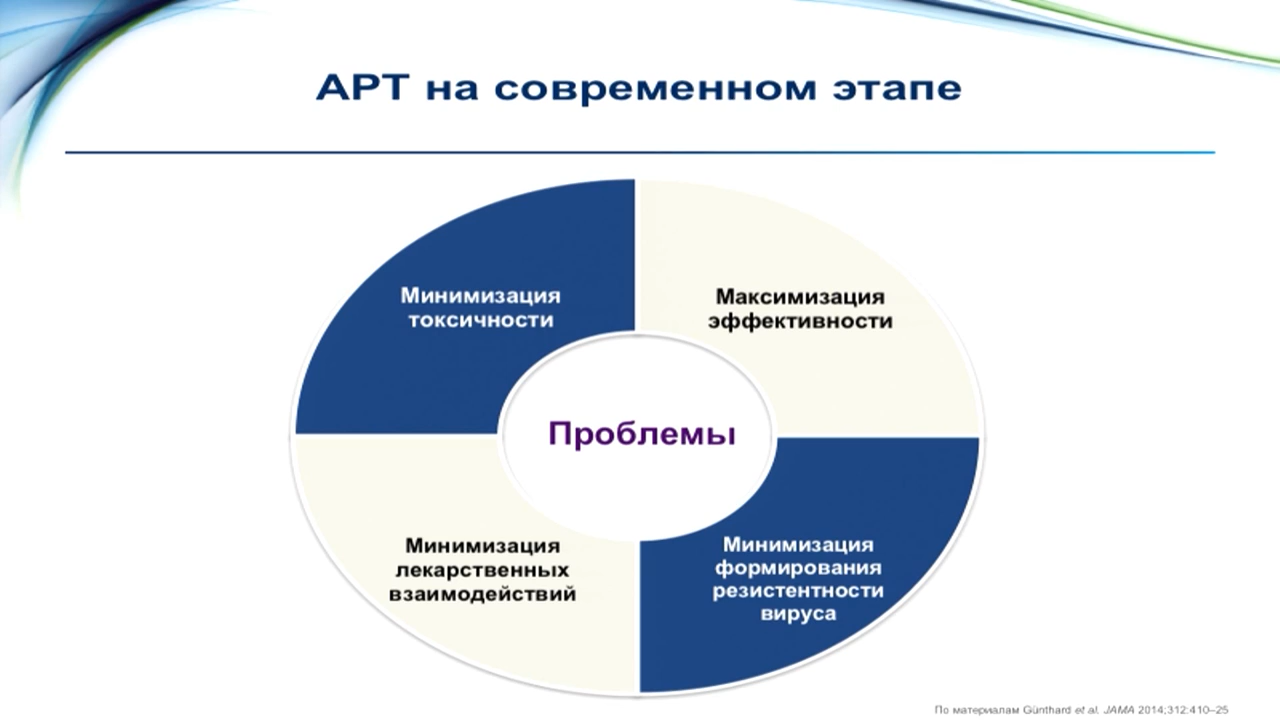 АРТ на современном этапе
Минимизация
токсичности
Максимизация
эффективности
Проблемы
Минимизация
лекарственных
взаимодействий
Минимизация
формирования
резистентности
вируса
По материалам Günthard et al. JAMA 2014;312:410–25